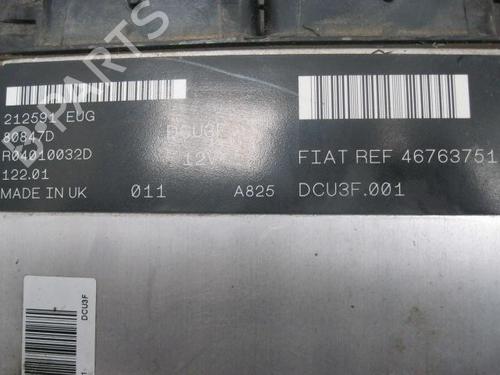 212591 EUG
80847D
DCU3F
R04010032D
12V
FIAT REF 46763751
122.01
MADE IN UK
011
A825
DCU3F.001
DCU3F
B-PARTS